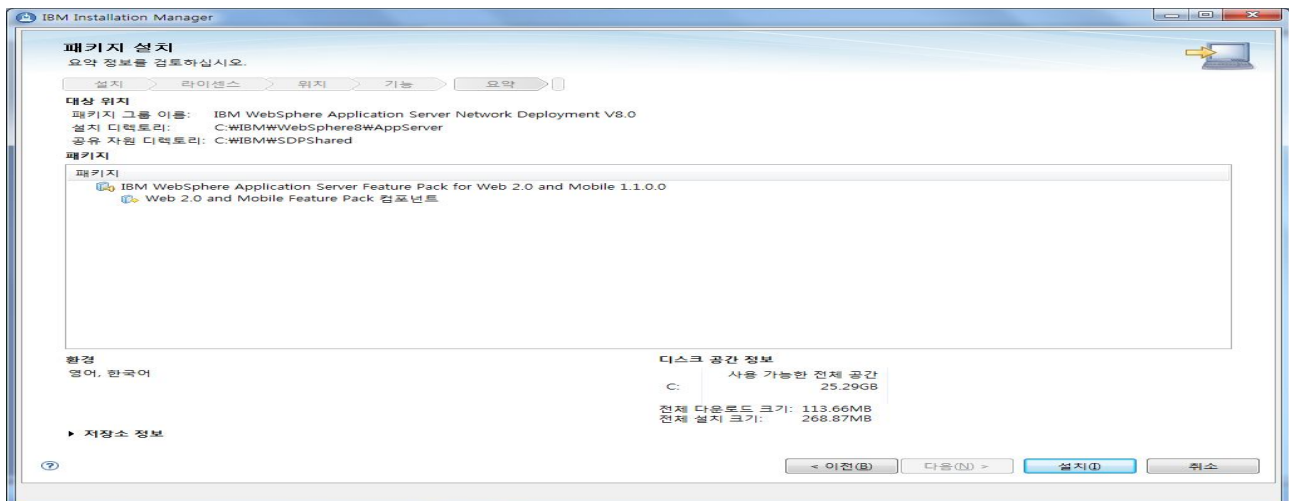 IBM Installation Manager
패키지 설치
요약 정보를 검토하십시오.
설치 라이센스 위치 기능 요약
대상 위치
패키지 그룹 이름: IBM WebSphere Application Server Network Deployment V8.0
설치 디렉토리: C:₩IBM₩WebSphere8₩AppServer
공유 자원 디렉토리: C:₩IBM₩SDPShared
패키지
패키지
IBM WebSphere Application Server Feature Pack for Web 2.0 and Mobile 1.1.0.0
Web 2.0 and Mobile Feature Pack 컴포넌트
환경
영어, 한국어
디스크 공간 정보
사용 가능한 전체 공간
C: 25.29GB
전체 다운로드 크기: 113.66MB
전체 설치 크기: 268.87MB
저장소 정보
< 이전(B) 다음(N) > 설치(I) 취소